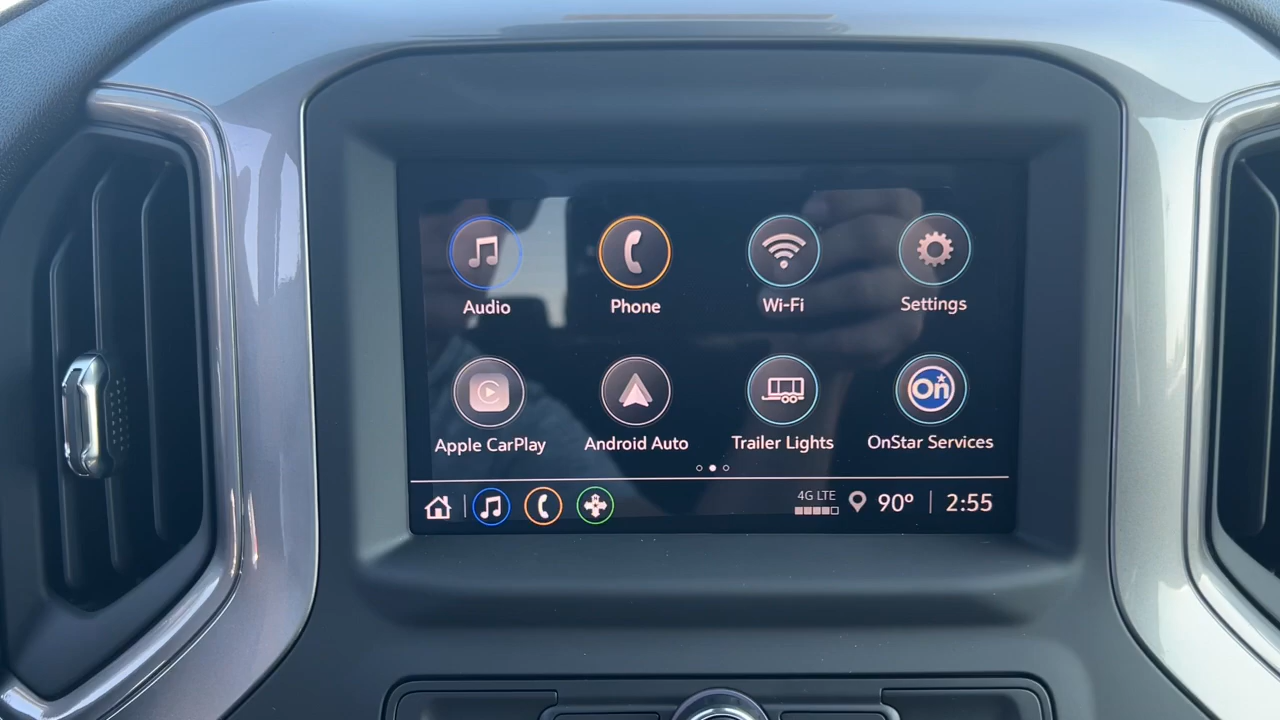 Audio Phone Wi-Fi Settings
On
Apple CarPlay Android Auto Trailer Lights OnStar Services
4G LTE 90° 2:55